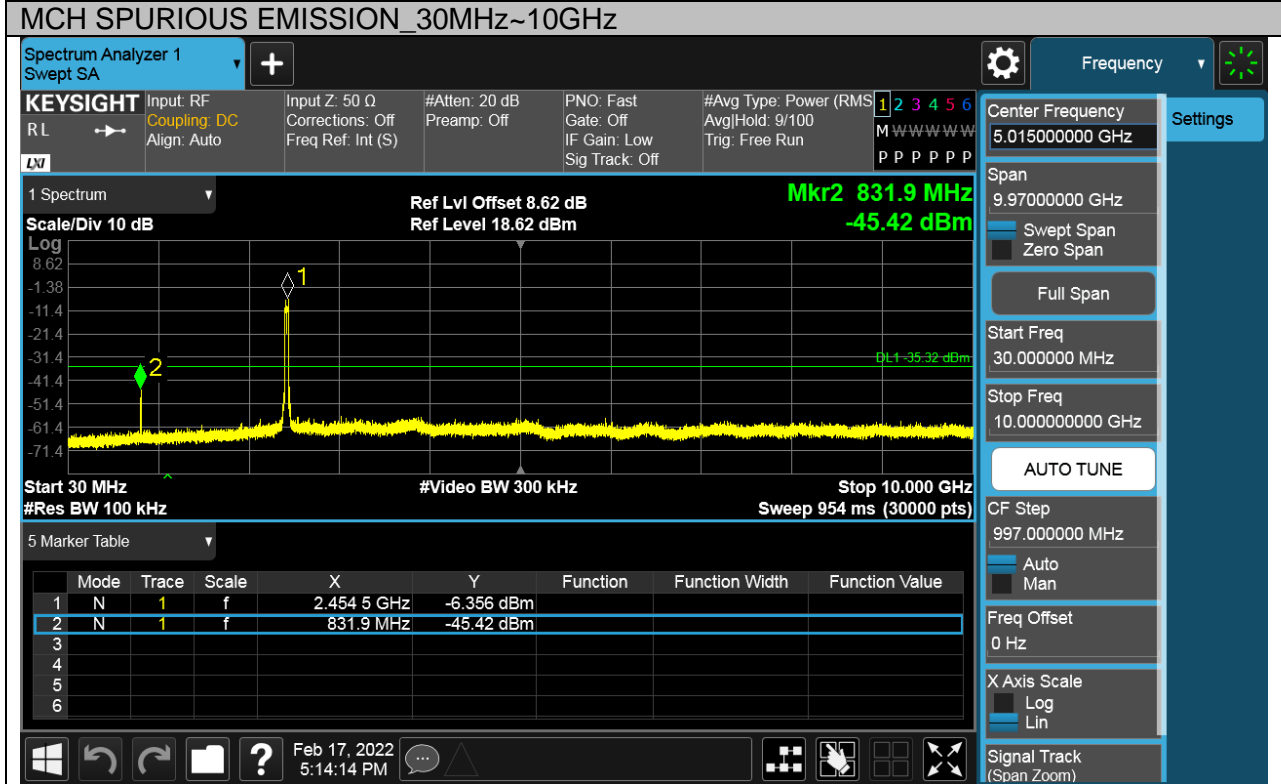 MCH SPURIOUS EMISSION_30MHz~10GHz
Spectrum Analyzer 1
Swept SA
Frequency
KEYSIGHT
RL
LXI
Input: RF
Coupling: DC
Align: Auto
Input Z: 50 Ω
Corrections: Off
Freq Ref: Int (S)
#Atten: 20 dB
Preamp: Off
PNO: Fast
Gate: Off
IF Gain: Low
Sig Track: Off
#Avg Type: Power (RMS
Avg|Hold: 9/100
Trig: Free Run
1 2 3 4 5 6
M W W W W W
P P P P P P
1 Spectrum
Scale/Div 10 dB
Ref Lvl Offset 8.62 dB
Ref Level 18.62 dBm
Mkr2 831.9 MHz
-45.42 dBm
Log
8.62
-1.38
-11.4
-21.4
-31.4
-41.4
-51.4
-61.4
-71.4
1
2
DL1 -35.32 dBm
Start 30 MHz
#Video BW 300 kHz
Stop 10.000 GHz
#Res BW 100 kHz
Sweep 954 ms (30000 pts)
5 Marker Table
Mode Trace Scale X Y Function Function Width Function Value
1 N 1 f 2.454 5 GHz -6.356 dBm
2 N 1 f 831.9 MHz -45.42 dBm
3
4
5
6
Feb 17, 2022
5:14:14 PM
Center Frequency
5.015000000 GHz
Settings
Span
9.97000000 GHz
Swept Span
Zero Span
Full Span
Start Freq
30.000000 MHz
Stop Freq
10.000000000 GHz
AUTO TUNE
CF Step
997.000000 MHz
Auto
Man
Freq Offset
0 Hz
X Axis Scale
Log
Lin
Signal Track
(Span Zoom)